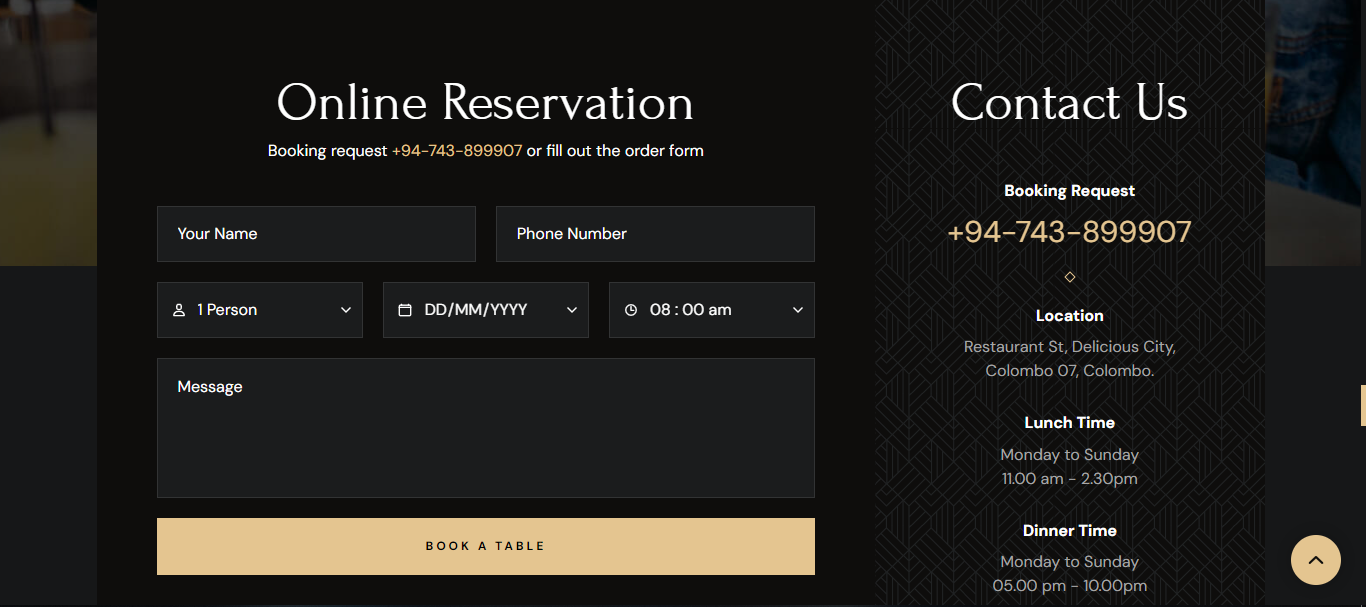 Online Reservation
Booking request +94-743-899907 or fill out the order form
Your Name
Phone Number
1 Person
DD/MM/YYYY
08 : 00 am
Message
BOOK A TABLE
Contact Us
Booking Request
+94-743-899907
Location
Restaurant St, Delicious City,
Colombo 07, Colombo.
Lunch Time
Monday to Sunday
11.00 am - 2.30pm
Dinner Time
Monday to Sunday
05.00 pm - 10.00pm